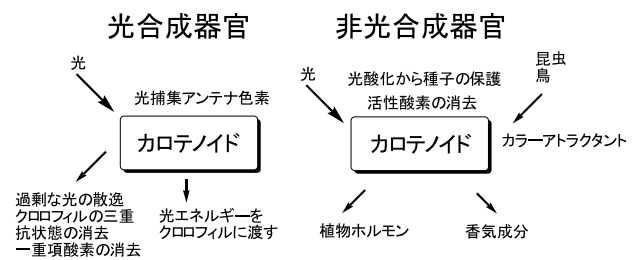 光合成器官
光
光捕集アンテナ色素
カロテノイド
過剰な光の散逸
クロロフィルの三重
抗状態の消去
一重項酸素の消去
光エネルギーを
クロロフィルに渡す
非光合成器官
光
光酸化から種子の保護
活性酸素の消去
昆虫
鳥
カロテノイド
カラーアトラクタント
植物ホルモン
香気成分